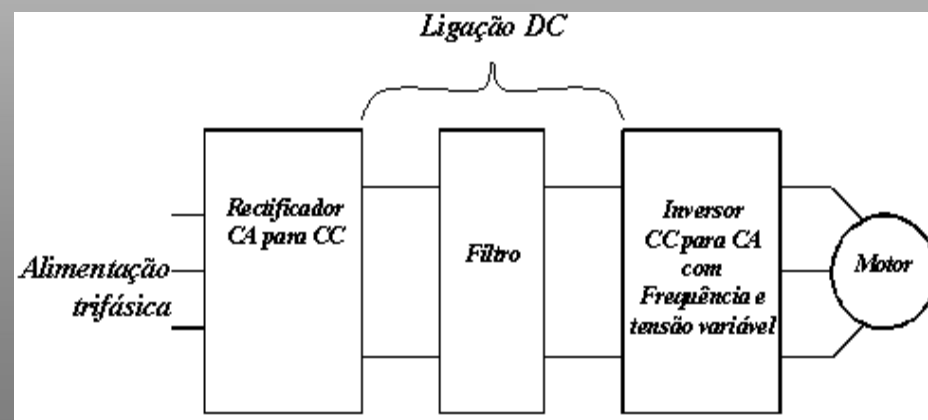 Ligação DC
Alimentação
trifásica
Rectificador
CA para CC
Filtro
Inversor
CC para CA
com
Frequência e
tensão variável
Motor